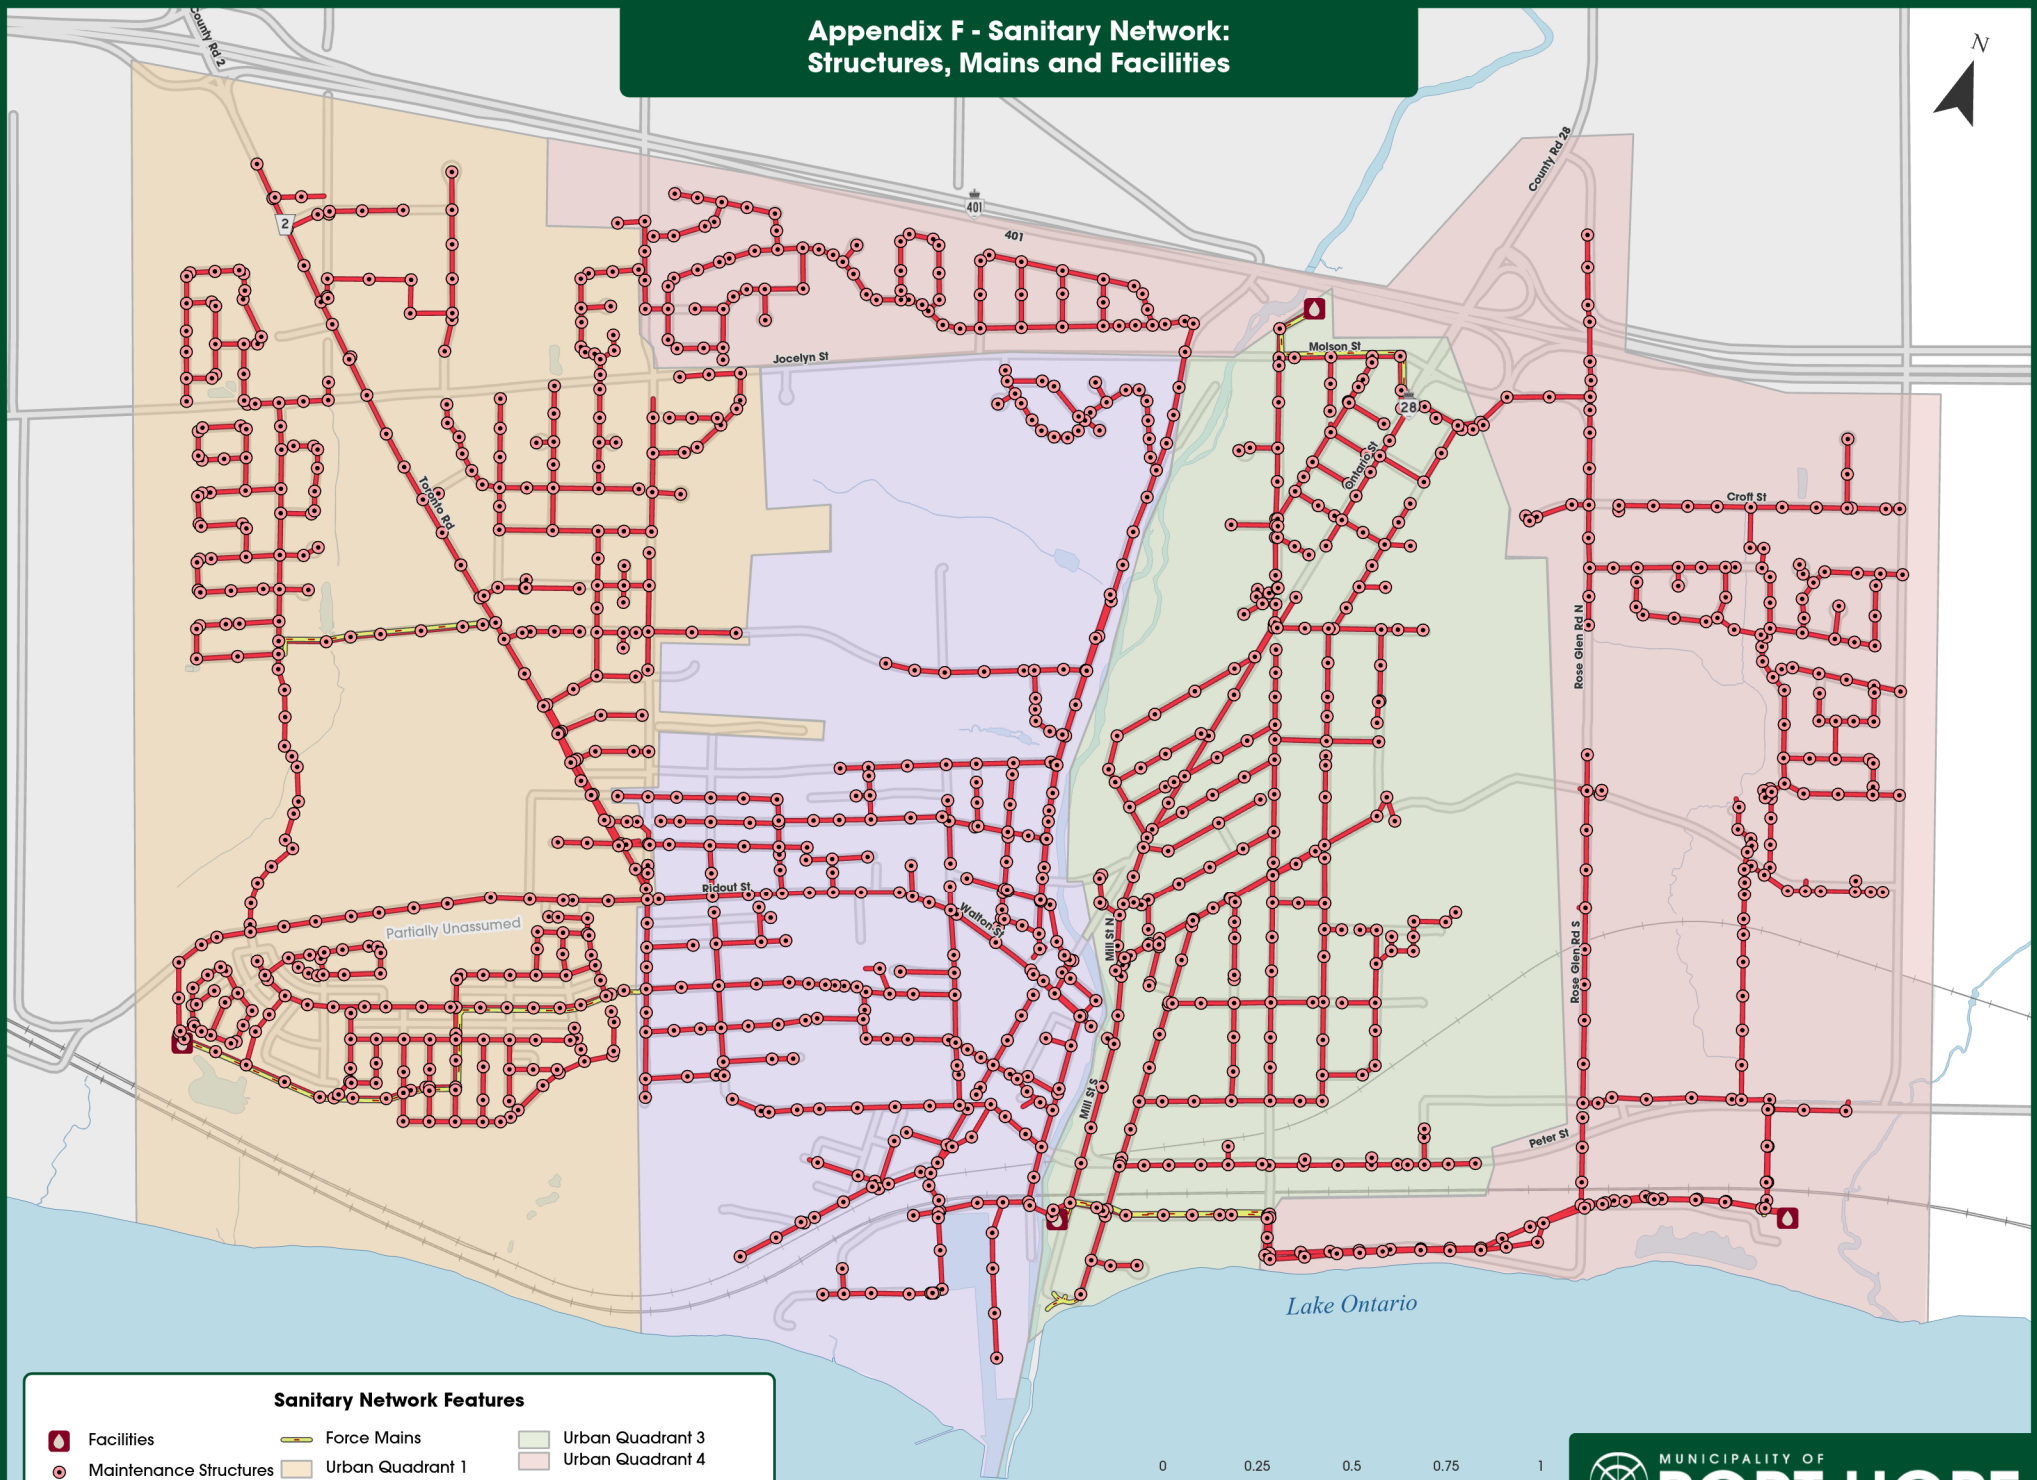 Appendix F - Sanitary Network:
Structures, Mains and Facilities
N
County Rd 2
County Rd 28
2
401
401
Jocelyn St
Molson St
28
Ontario St
Toronto Rd
Croft St
Rose Glen Rd N
Ridout St
Walton St
Partially Unassumed
Mill St N
Rose Glen Rd S
Mill St S
Peter St
Lake Ontario
Sanitary Network Features
Facilities
Force Mains
Urban Quadrant 3
Maintenance Structures
Urban Quadrant 1
Urban Quadrant 4
0 0.25 0.5 0.75 1
MUNICIPALITY OF
PORT HOPE